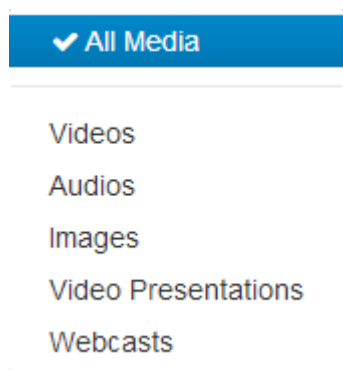 All Media
Videos
Audios
Images
Video Presentations
Webcasts